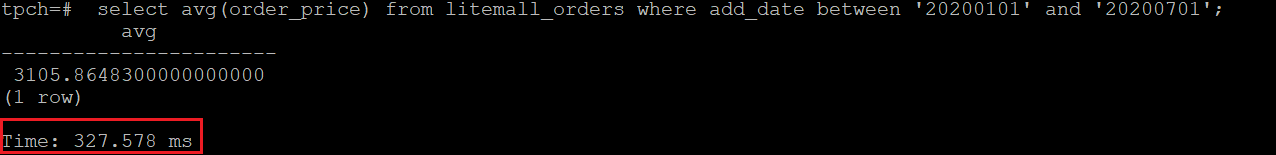 tpch=#  select avg(order_price) from litemall_orders where add_date between '20200101' and '20200701';
          avg
-----------------------
 3105.8648300000000000
(1 row)
Time: 327.578 ms